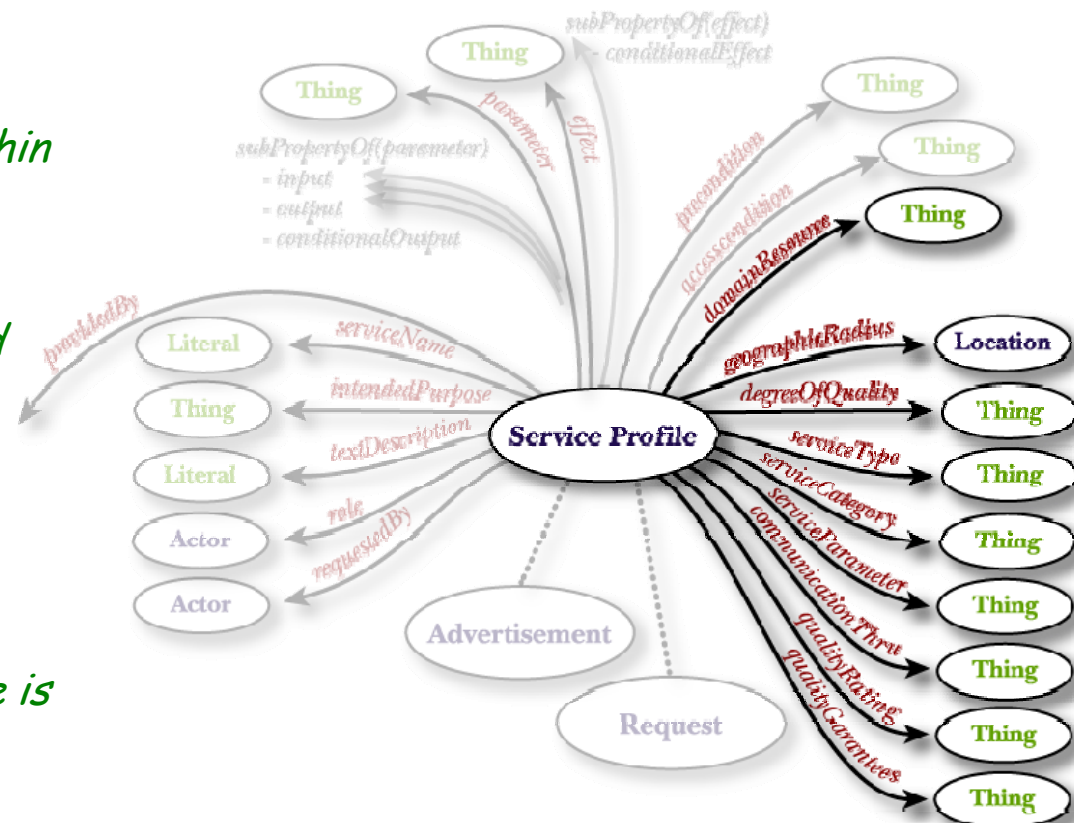 hin
d
e is
subPropertyOf(effect)
- conditionalEffect
Thing
Thing
parameter
effect
subPropertyOf(parameter)
- input
- output
- conditionalOutput
Thing
Thing
Thing
precondition
accesscondition
domainResource
providedBy
Literal
serviceName
Thing
intendedPurpose
Literal
textDescription
Actor
role
Actor
requestedBy
Service Profile
Advertisement
Request
geographicRadius
Location
degreeOfQuality
Thing
serviceType
Thing
serviceCategory
Thing
serviceParameter
Thing
communicationThru
Thing
qualityRating
Thing
qualityGarantees
Thing